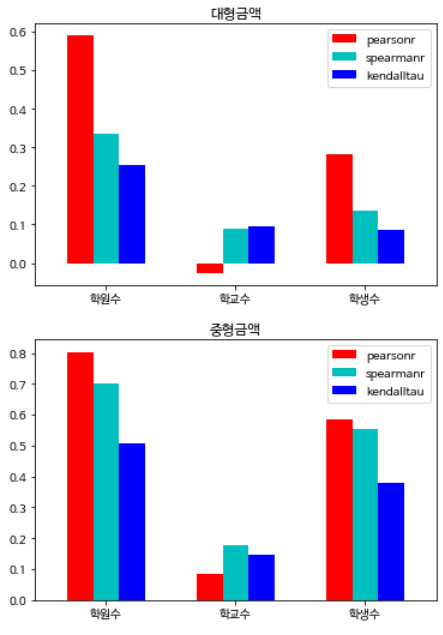 대형금액
0.6
0.5
0.4
0.3
0.2
0.1
0.0
pearsonr
spearmanr
kendalltau
학원수 학교수 학생수
중형금액
0.8
0.7
0.6
0.5
0.4
0.3
0.2
0.1
0.0
pearsonr
spearmanr
kendalltau
학원수 학교수 학생수